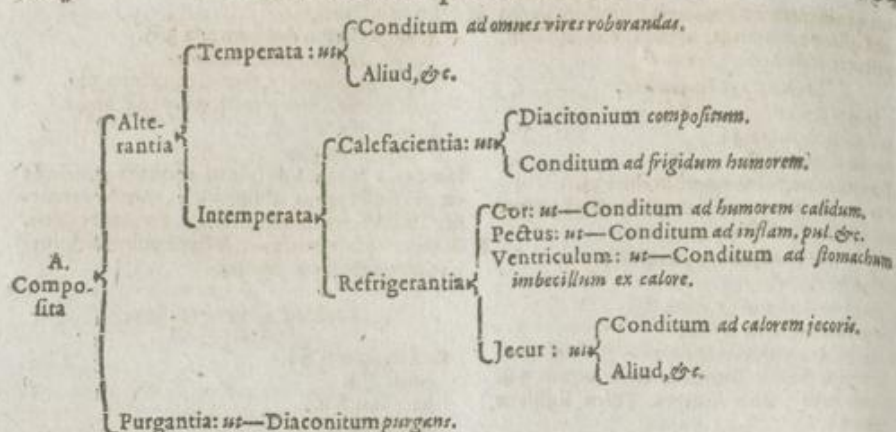 Conditum ad omnes vires roborandas.
Temperata: ut
Aliud, &c.
Alte-
rantia
Diacitonium compositum.
Calefacientia: ut
Conditum ad frigidum humorem.
Intemperata
Cor: ut—Conditum ad humorem calidum.
Pectus: ut—Conditum ad inflam. pul. &c.
Ventriculum: ut—Conditum ad stomachum
imbecillum ex calore.
Refrigerantia
A.
Compo-
sita
Conditum ad calorem jecoris.
Jecur: ut
Aliud, &c.
Purgantia: ut—Diaconitum purgans.